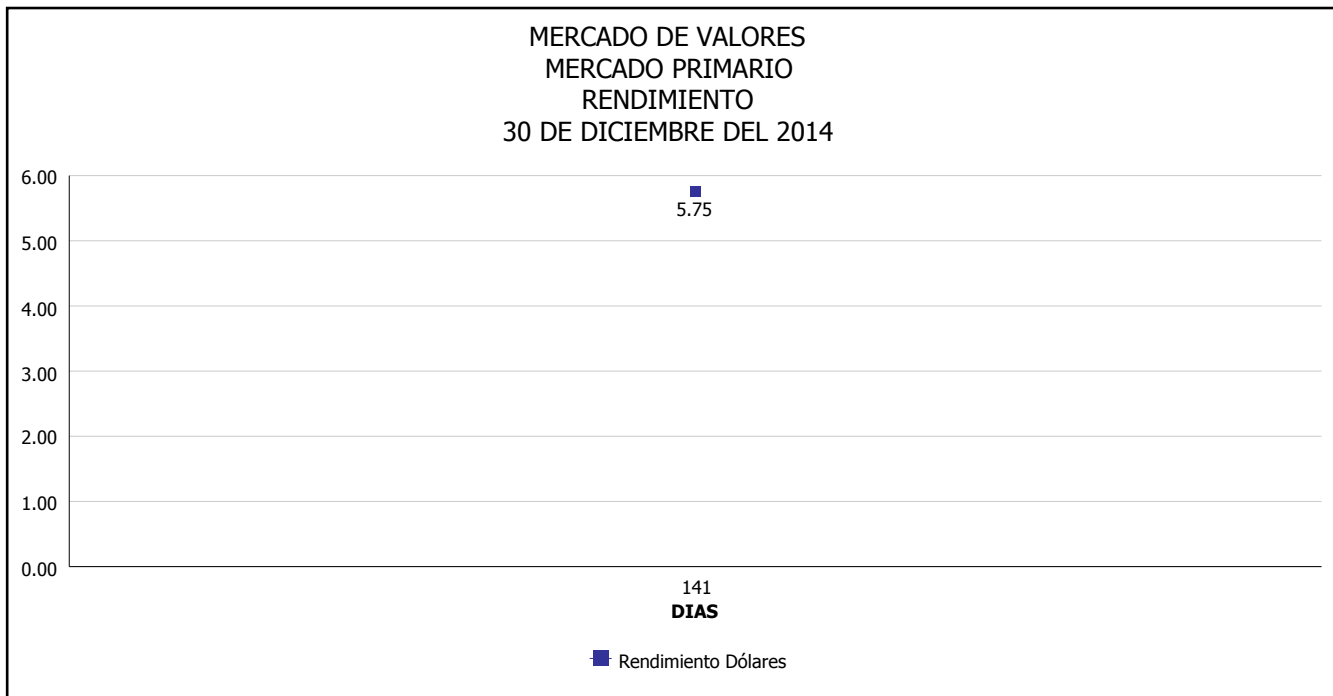 MERCADO DE VALORES
MERCADO PRIMARIO
RENDIMIENTO
30 DE DICIEMBRE DEL 2014
6.00
5.75
5.00
4.00
3.00
2.00
1.00
0.00
141
DIAS
Rendimiento Dólares